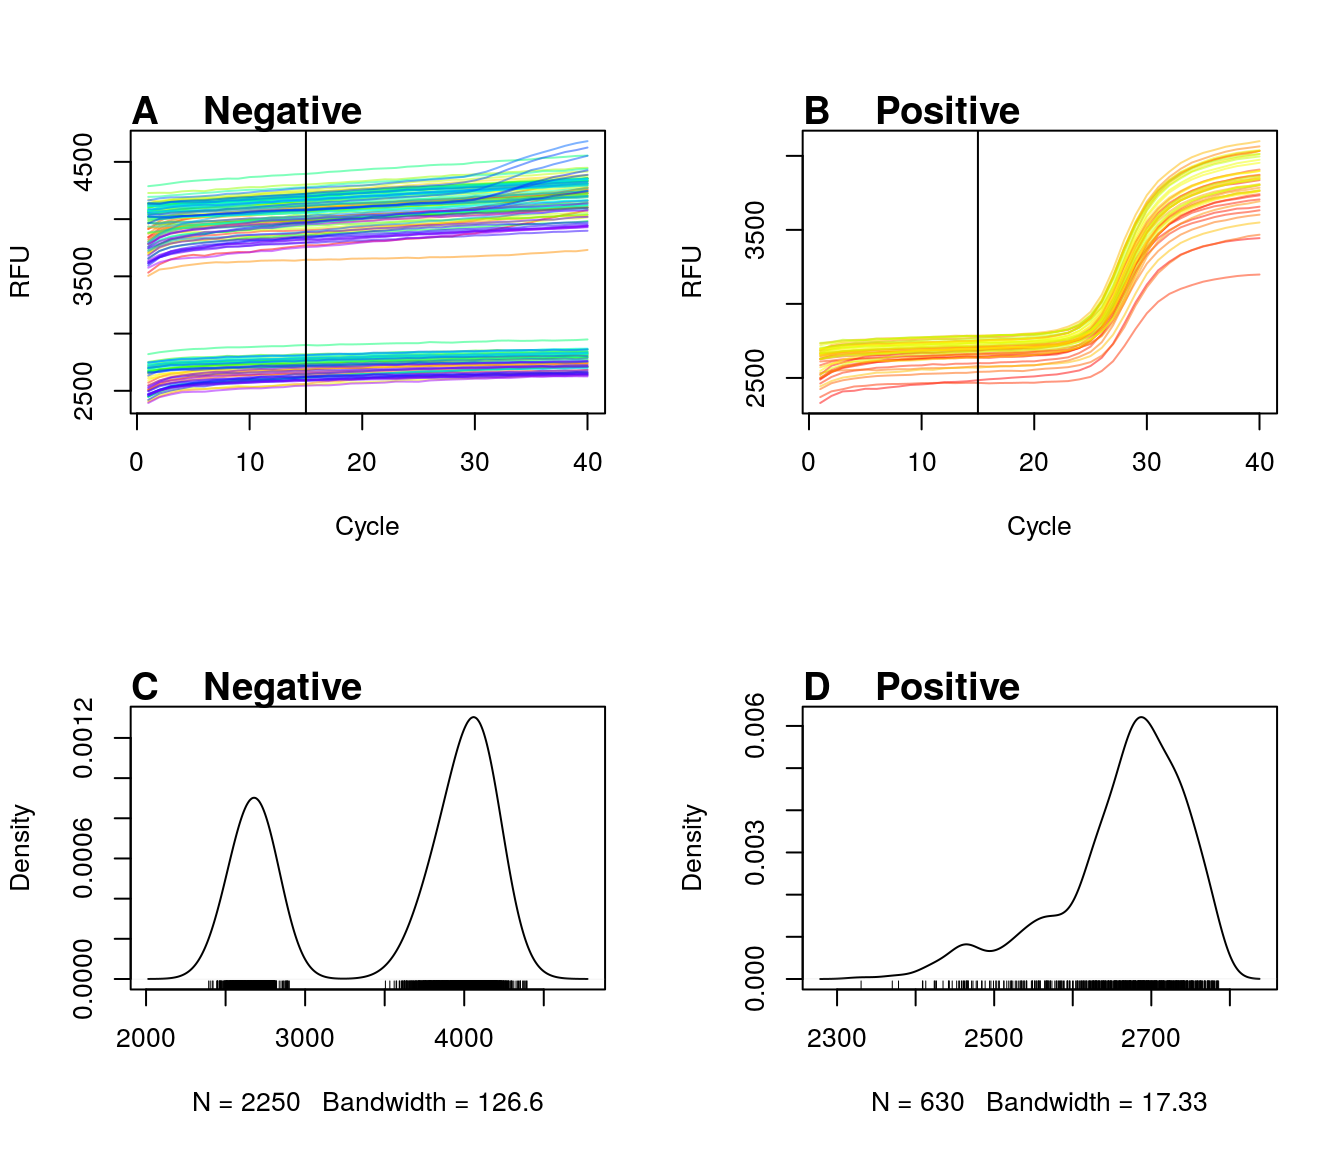 A Negative
RFU
4500
3500
2500
0 10 20 30 40
Cycle
B Positive
RFU
3500
2500
0 10 20 30 40
Cycle
C Negative
Density
0.0012
0.0006
0.0000
2000 3000 4000
N = 2250 Bandwidth = 126.6
D Positive
Density
0.006
0.003
0.000
2300 2500 2700
N = 630 Bandwidth = 17.33